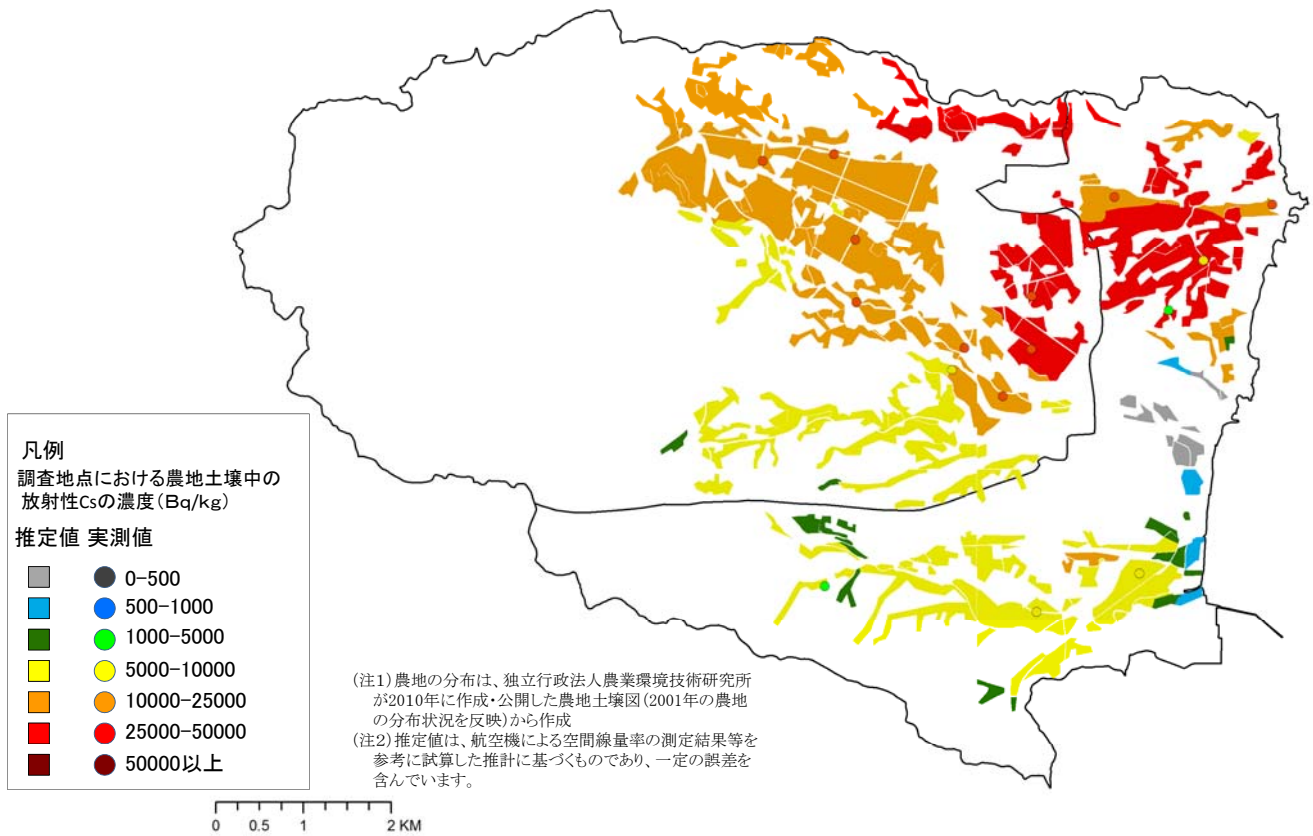 凡例
調査地点における農地土壌中の
放射性Csの濃度(Bq/kg)
推定値 実測値
0-500
500-1000
1000-5000
5000-10000
10000-25000
25000-50000
50000以上
(注1)農地の分布は、独立行政法人農業環境技術研究所
が2010年に作成・公開した農地土壌図(2001年の農地
の分布状況を反映)から作成
(注2)推定値は、航空機による空間線量率の測定結果等を
参考に試算した推計に基づくものであり、一定の誤差を
含んでいます。
0 0.5 1 2 KM